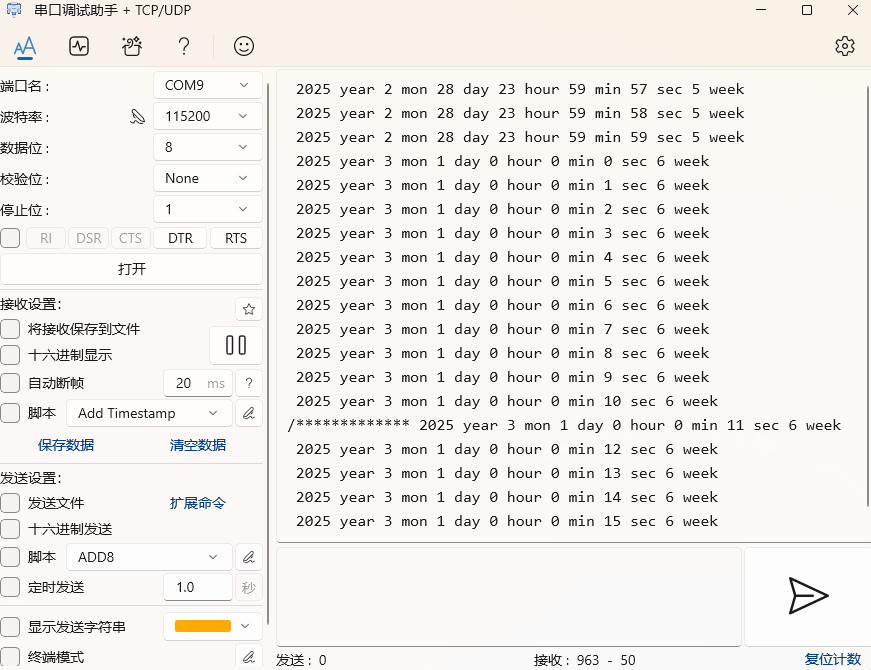 串口调试助手 + TCP/UDP
端口名 :
COM9
波特率 :
115200
数据位 :
8
校验位 :
None
停止位 :
1
RI DSR CTS DTR RTS
打开
接收设置:
将接收保存到文件
十六进制显示
自动断帧 20 ms ?
脚本 Add Timestamp
保存数据 清空数据
发送设置:
发送文件 扩展命令
十六进制发送
脚本 ADD8
定时发送 1.0 秒
显示发送字符串
终端模式
2025 year 2 mon 28 day 23 hour 59 min 57 sec 5 week
2025 year 2 mon 28 day 23 hour 59 min 58 sec 5 week
2025 year 2 mon 28 day 23 hour 59 min 59 sec 5 week
2025 year 3 mon 1 day 0 hour 0 min 0 sec 6 week
2025 year 3 mon 1 day 0 hour 0 min 1 sec 6 week
2025 year 3 mon 1 day 0 hour 0 min 2 sec 6 week
2025 year 3 mon 1 day 0 hour 0 min 3 sec 6 week
2025 year 3 mon 1 day 0 hour 0 min 4 sec 6 week
2025 year 3 mon 1 day 0 hour 0 min 5 sec 6 week
2025 year 3 mon 1 day 0 hour 0 min 6 sec 6 week
2025 year 3 mon 1 day 0 hour 0 min 7 sec 6 week
2025 year 3 mon 1 day 0 hour 0 min 8 sec 6 week
2025 year 3 mon 1 day 0 hour 0 min 9 sec 6 week
2025 year 3 mon 1 day 0 hour 0 min 10 sec 6 week
/************* 2025 year 3 mon 1 day 0 hour 0 min 11 sec 6 week
2025 year 3 mon 1 day 0 hour 0 min 12 sec 6 week
2025 year 3 mon 1 day 0 hour 0 min 13 sec 6 week
2025 year 3 mon 1 day 0 hour 0 min 14 sec 6 week
2025 year 3 mon 1 day 0 hour 0 min 15 sec 6 week
发送 : 0 接收 : 963 - 50 复位计数